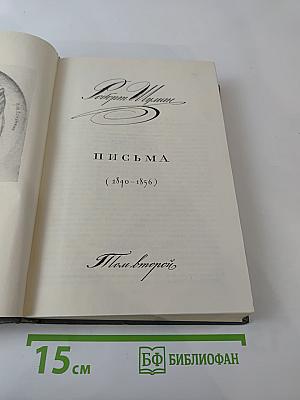 Роберт Шуман
ПИСЬМА
(1840–1856)
Том второй
15 см
БФ БИБЛИОФАН